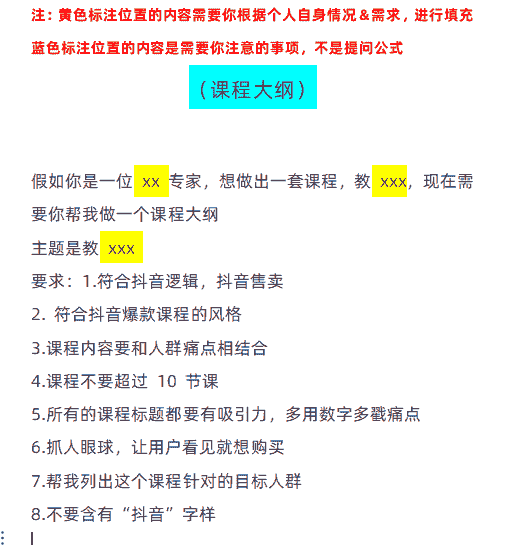 注：黄色标注位置的内容需要你根据个人自身情况&需求，进行填充
蓝色标注位置的内容是需要你注意的事项，不是提问公式
（课程大纲）
假如你是一位 xx 专家，想做出一套课程，教 xxx，现在需
要你帮我做一个课程大纲
主题是教 xxx
要求：1.符合抖音逻辑，抖音售卖
2. 符合抖音爆款课程的风格
3.课程内容要和人群痛点相结合
4.课程不要超过 10 节课
5.所有的课程标题都要有吸引力，多用数字多戳痛点
6.抓人眼球，让用户看见就想购买
7.帮我列出这个课程针对的目标人群
8.不要含有“抖音”字样